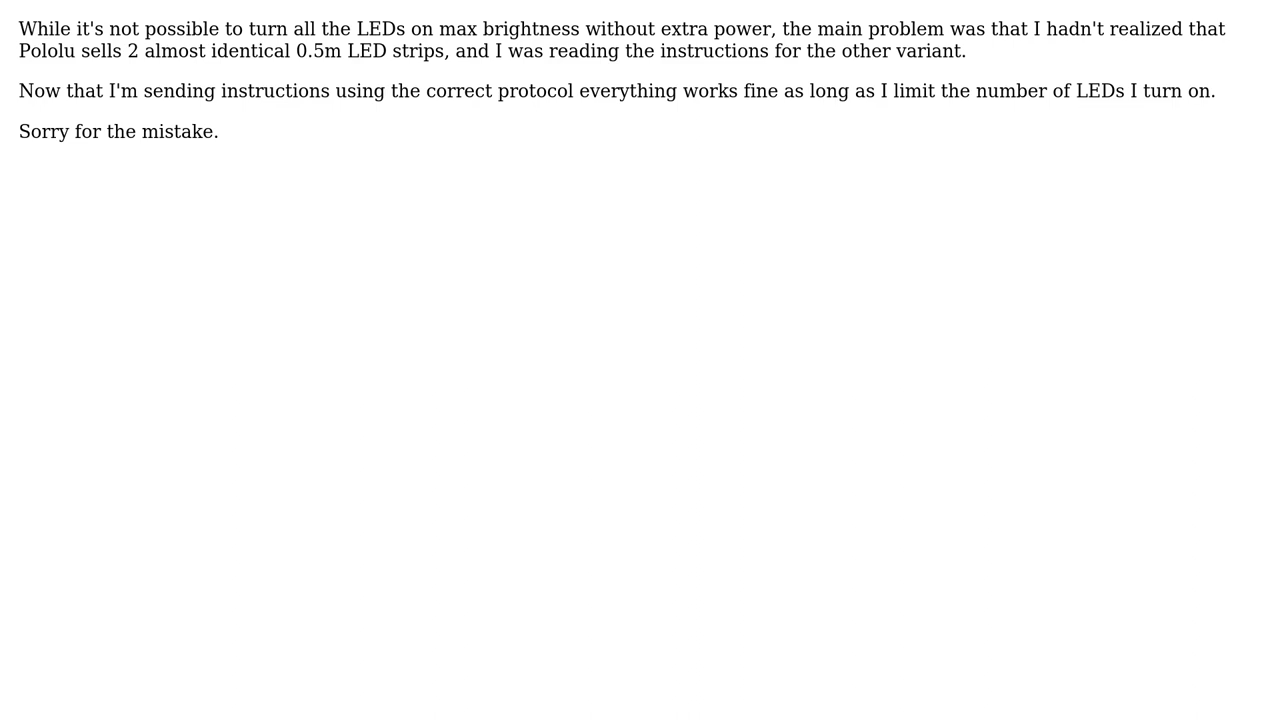 While it's not possible to turn all the LEDs on max brightness without extra power, the main problem was that I hadn't realized that
Pololu sells 2 almost identical 0.5m LED strips, and I was reading the instructions for the other variant.
Now that I'm sending instructions using the correct protocol everything works fine as long as I limit the number of LEDs I turn on.
Sorry for the mistake.